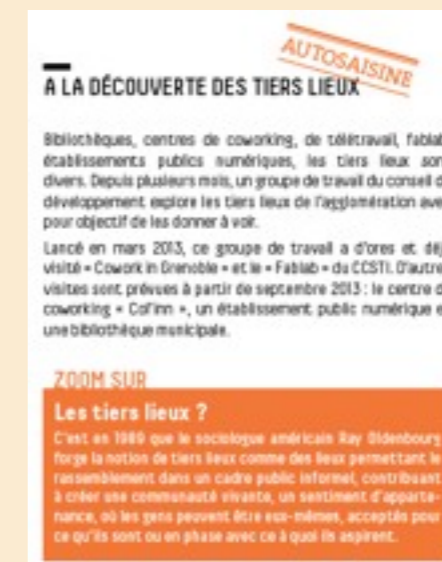 AUTOSAISINE
A LA DÉCOUVERTE DES TIERS LIEUX
Bibliothèques, centres de coworking, de télétravail, fablab
établissements publics numériques, les tiers lieux son
divers. Depuis plusieurs mois, un groupe de travail du conseil d
développement explore les tiers lieux de l'agglomération ave
pour objectif de les donner à voir.
Lancé en mars 2013, ce groupe de travail a d'ores et déj
visité « Cowork in Grenoble » et le « Fablab » du CCSTI. D'autre
visites sont prévues à partir de septembre 2013 : le centre d
coworking « Col'inn », un établissement public numérique e
une bibliothèque municipale.
ZOOM SUR
Les tiers lieux ?
C'est en 1989 que le sociologue américain Ray Oldenbourg
forge la notion de tiers lieux comme des lieux permettant le
rassemblement dans un cadre public informel, contribuant
à créer une communauté vivante, un sentiment d'apparte-
nance, où les gens peuvent être eux-mêmes, acceptés pour
ce qu'ils sont ou en phase avec ce à quoi ils aspirent.